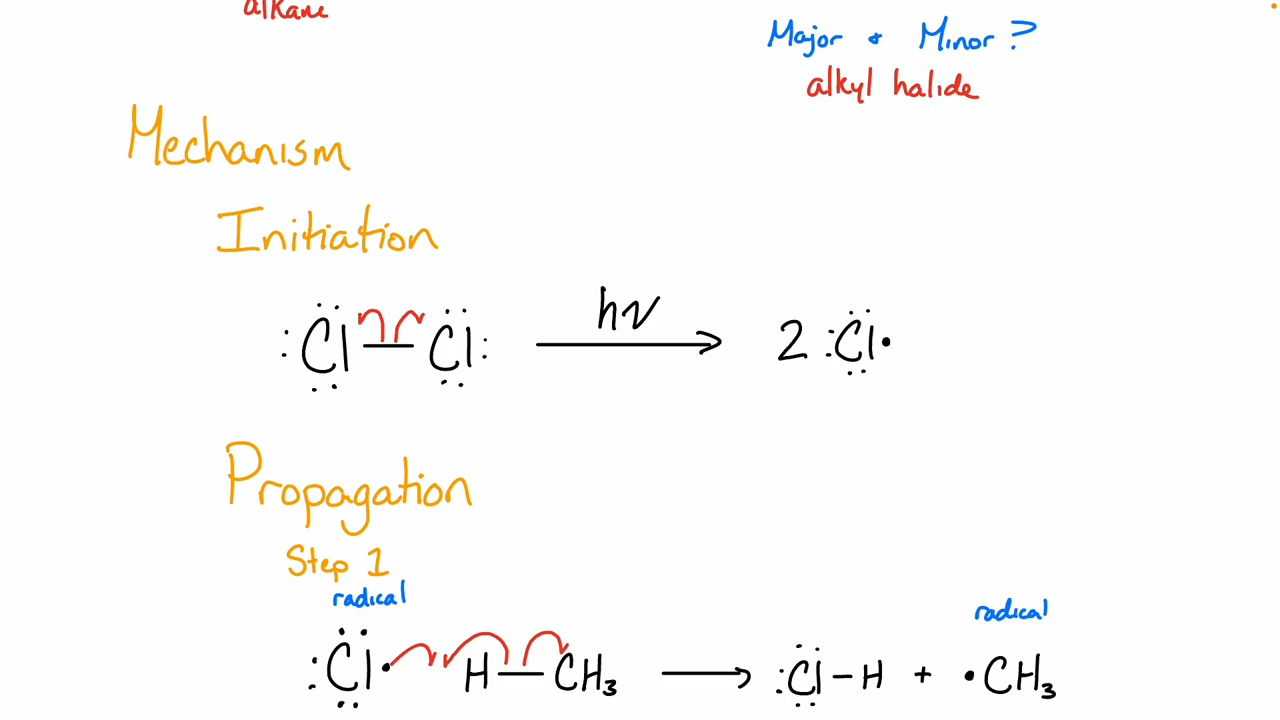 alkane
Major & Minor?
alkyl halide
Mechanism
Initiation
:Cl — Cl: hν 2 :Cl•
Propagation
Step 1
radical
radical
:Cl• H—CH₃ → :Cl—H + •CH₃